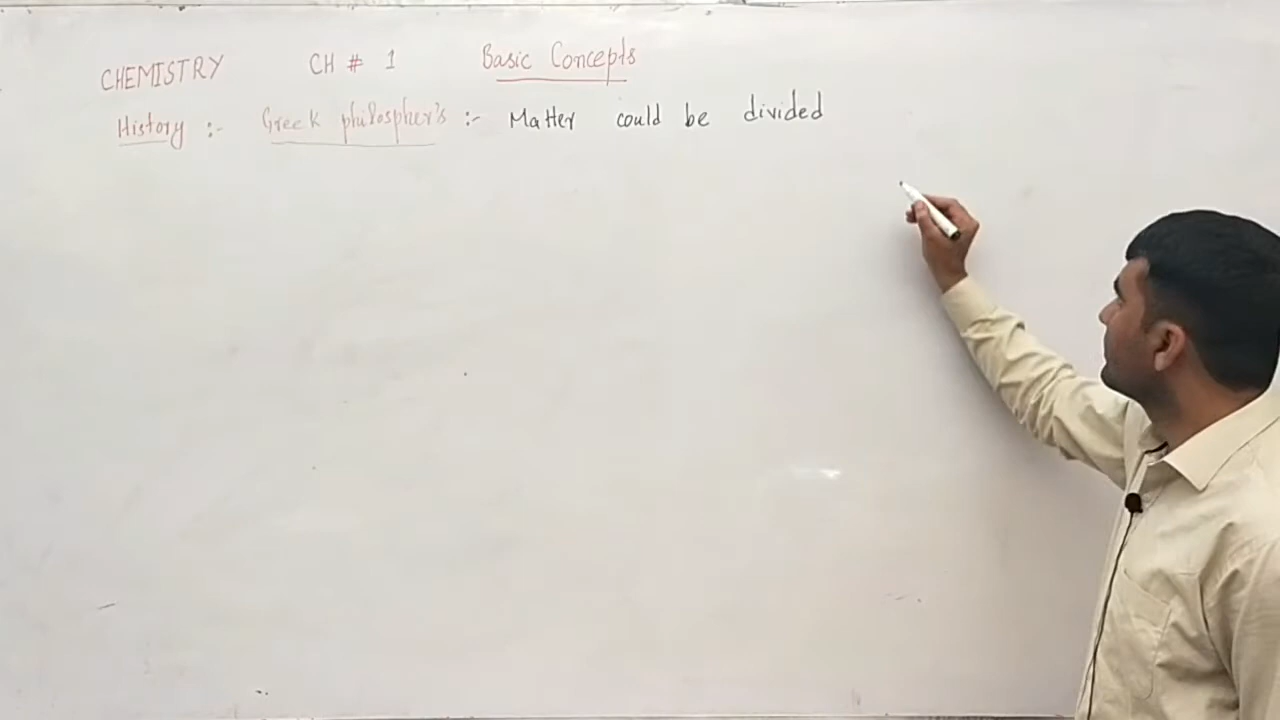 CHEMISTRY CH # 1 Basic Concepts
History :- Greek philospher's :- Matter could be divided